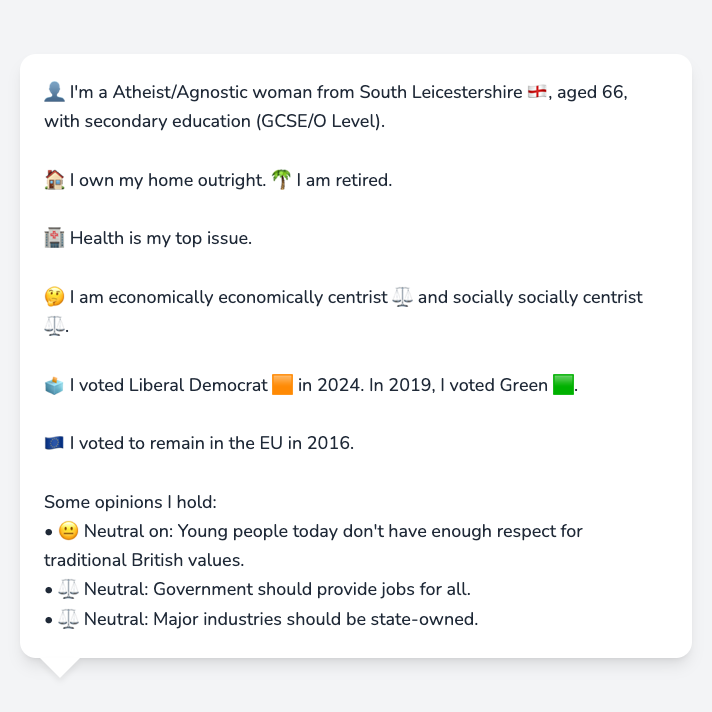 👤 I'm a Atheist/Agnostic woman from South Leicestershire 🏴󠁧󠁢󠁥󠁮󠁧󠁿, aged 66,
with secondary education (GCSE/O Level).
🏠 I own my home outright. 🌴 I am retired.
🏥 Health is my top issue.
🤔 I am economically economically centrist ⚖️ and socially socially centrist
⚖️.
🗳️ I voted Liberal Democrat 🟧 in 2024. In 2019, I voted Green 🟩.
🇪🇺 I voted to remain in the EU in 2016.
Some opinions I hold:
• 😐 Neutral on: Young people today don't have enough respect for
traditional British values.
• ⚖️ Neutral: Government should provide jobs for all.
• ⚖️ Neutral: Major industries should be state-owned.